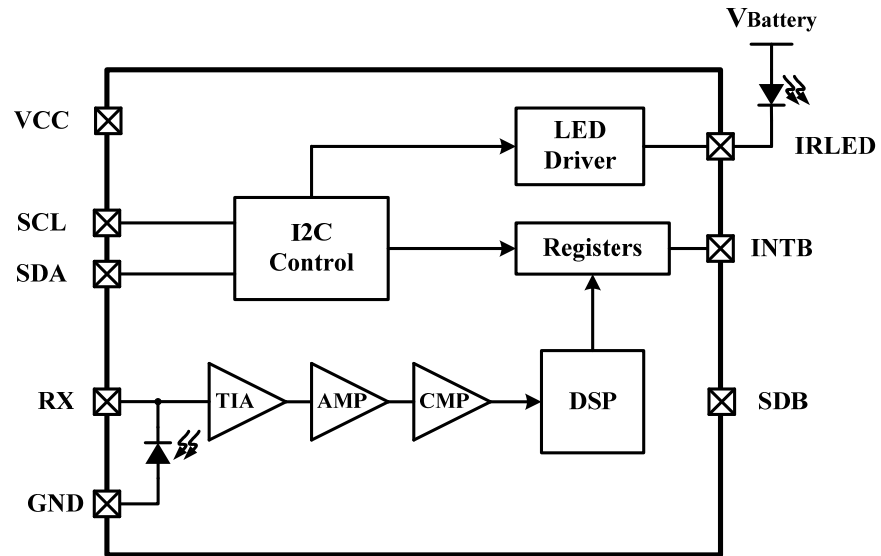 VBattery
VCC
LED
Driver
IRLED
SCL
I2C
Control
Registers
INTB
SDA
RX
TIA
AMP
CMP
DSP
SDB
GND